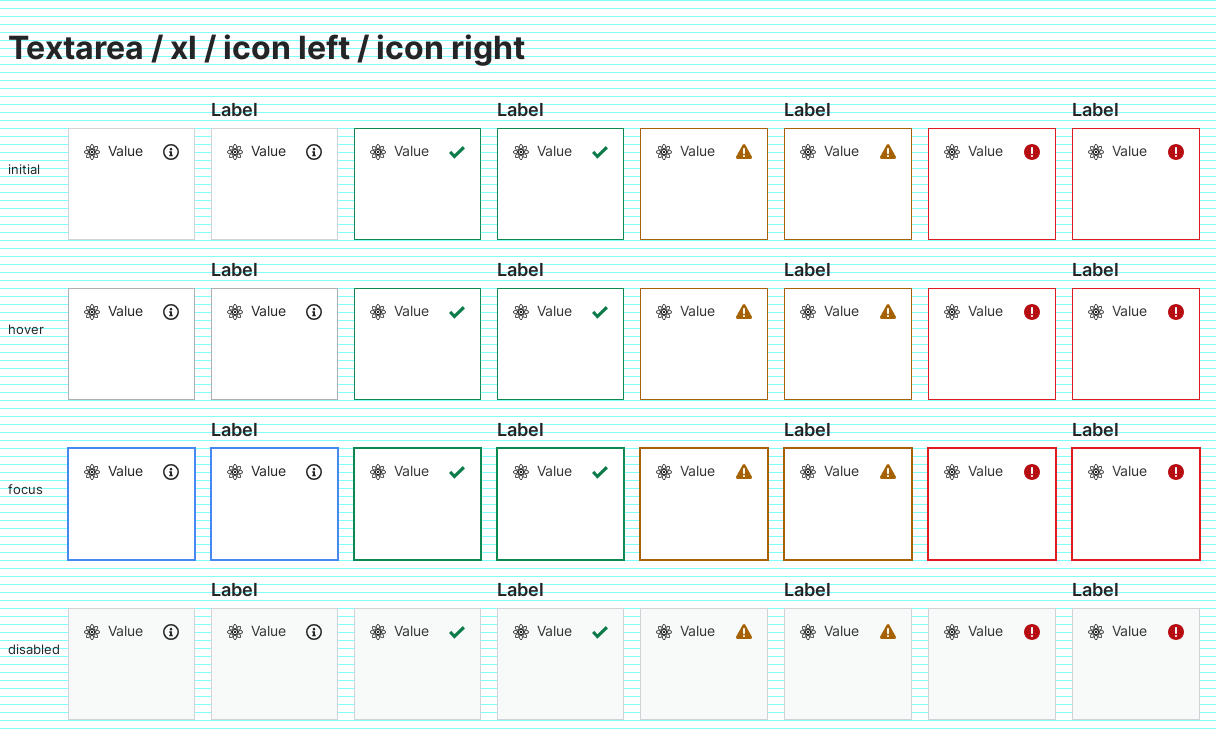 Textarea / xl / icon left / icon right
Label Label Label Label
initial Value Value Value Value Value Value Value Value
Label Label Label Label
hover Value Value Value Value Value Value Value Value
Label Label Label Label
focus Value Value Value Value Value Value Value Value
Label Label Label Label
disabled Value Value Value Value Value Value Value Value